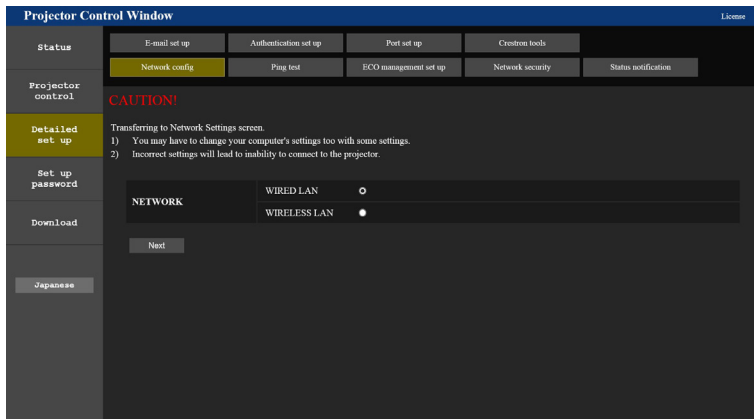 Projector Control Window
License
Status
E-mail set up
Authentication set up
Port set up
Crestron tools
Network config
Ping test
ECO management set up
Network security
Status notification
Projector
control
CAUTION!
Detailed
set up
Transferring to Network Settings screen.
1) You may have to change your computer's settings too with some settings.
2) Incorrect settings will lead to inability to connect to the projector.
Set up
password
NETWORK
WIRED LAN
WIRELESS LAN
Download
Next
Japanese